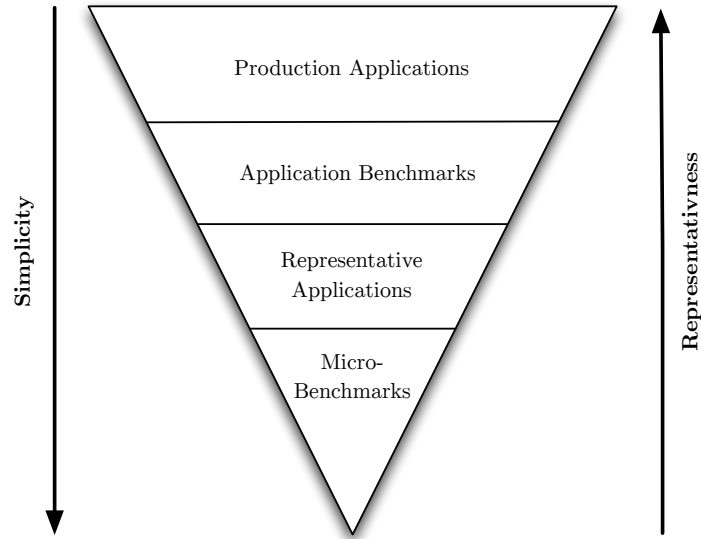 Production Applications
Application Benchmarks
Representative
Applications
Micro-
Benchmarks
Simplicity
Representativness